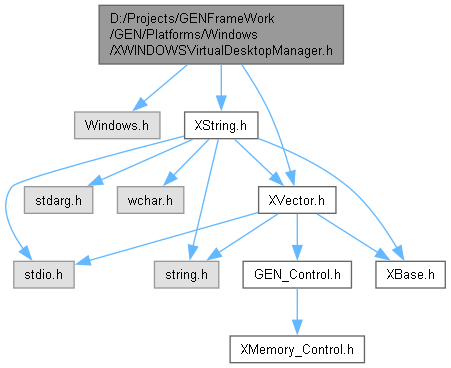 D:/Projects/GENFrameWork
/GEN/Platforms/Windows
/XWINDOWSVirtualDesktopManager.h
Windows.h
XString.h
stdarg.h
wchar.h
XVector.h
stdio.h
string.h
GEN_Control.h
XBase.h
XMemory_Control.h